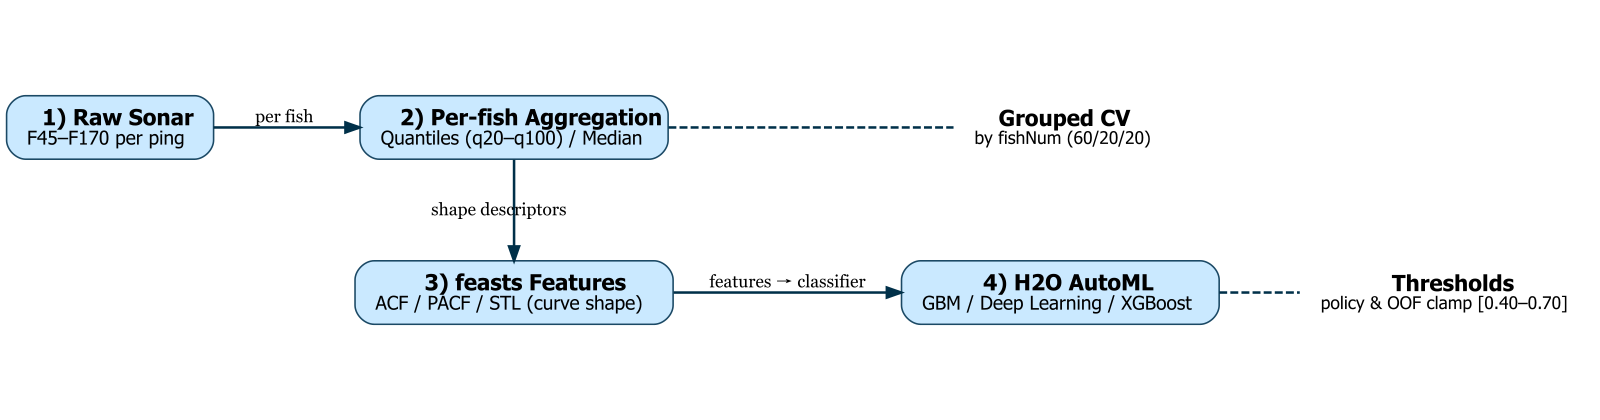 1) Raw Sonar
F45–F170 per ping
per fish
2) Per-fish Aggregation
Quantiles (q20–q100) / Median
Grouped CV
by fishNum (60/20/20)
shape descriptors
3) feasts Features
ACF / PACF / STL (curve shape)
features → classifier
4) H2O AutoML
GBM / Deep Learning / XGBoost
Thresholds
policy & OOF clamp [0.40–0.70]